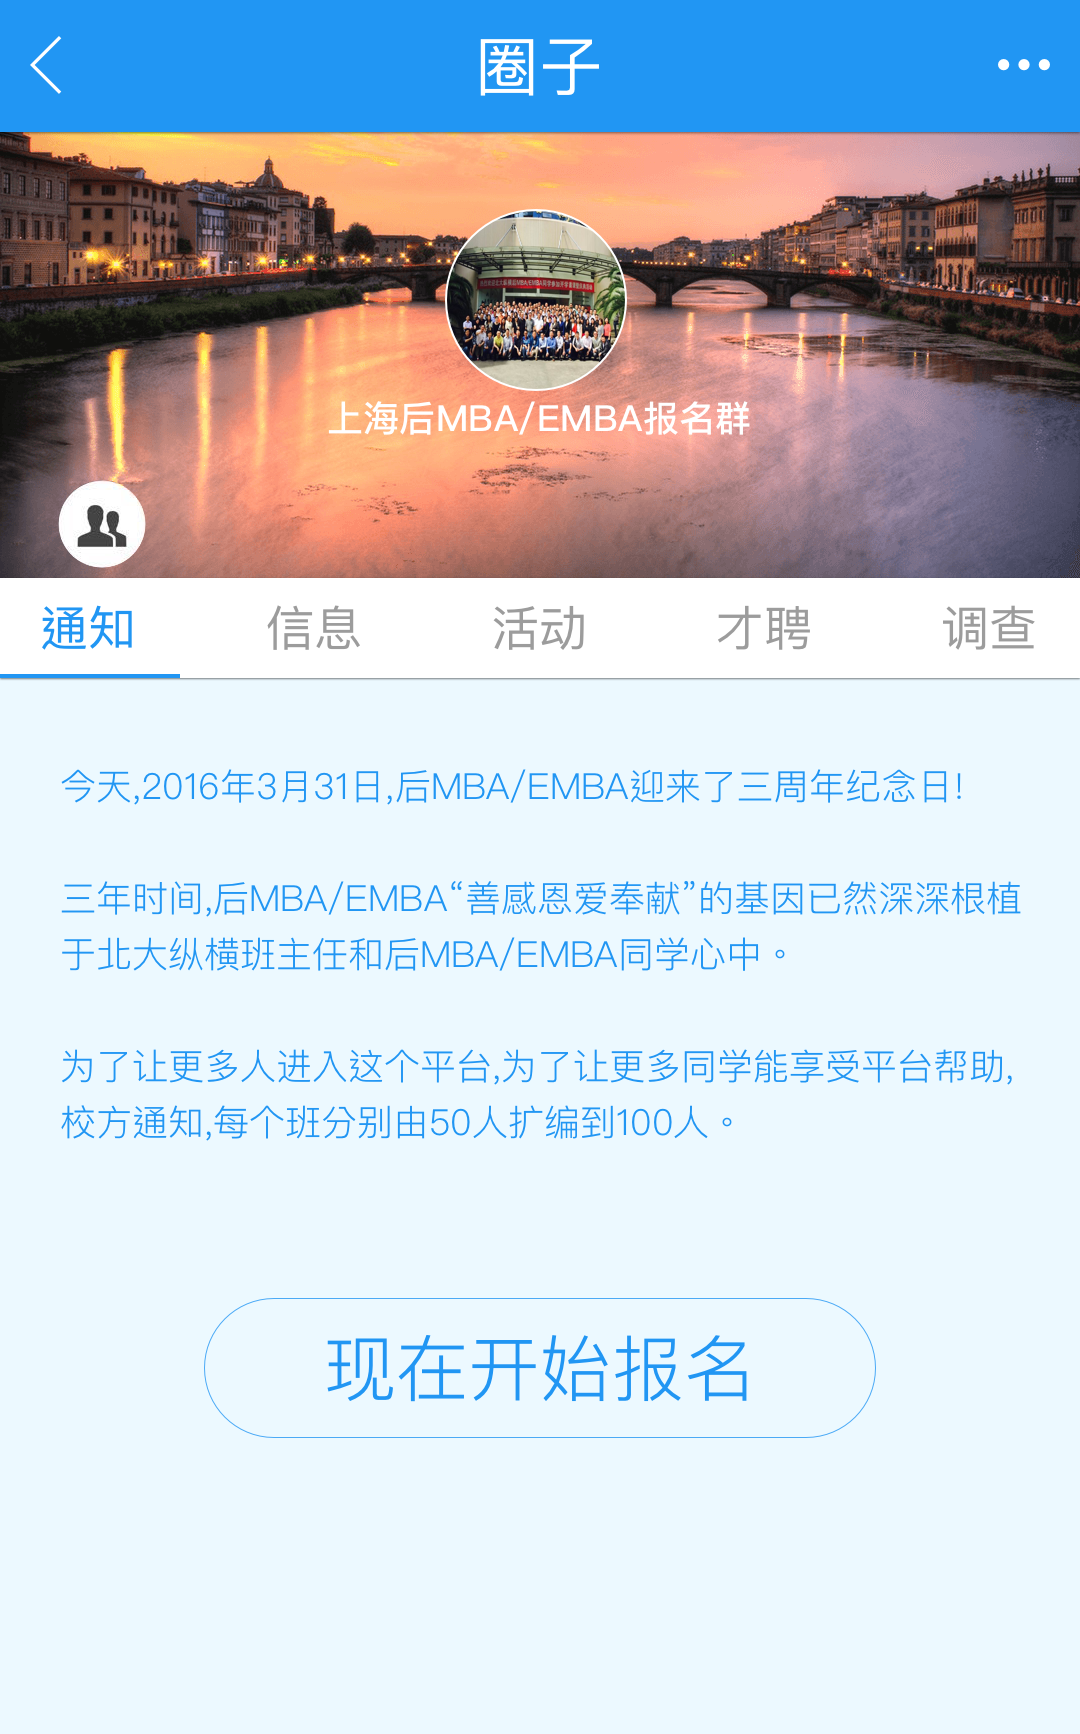 圈子
上海后MBA/EMBA报名群
通知 信息 活动 才聘 调查
今天,2016年3月31日,后MBA/EMBA迎来了三周年纪念日!
三年时间,后MBA/EMBA“善感恩爱奉献”的基因已然深深根植
于北大纵横班主任和后MBA/EMBA同学心中。
为了让更多人进入这个平台,为了让更多同学能享受平台帮助,
校方通知,每个班分别由50人扩编到100人。
现在开始报名